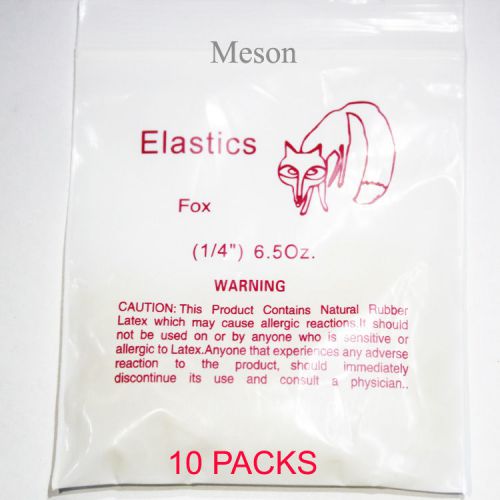 Meson
Elastics
Fox
(1/4") 6.5Oz.
WARNING
CAUTION: This Product Contains Natural Rubber
Latex which may cause allergic reactions.It should
not be used on or by anyone who is sensitive or
allergic to Latex.Anyone that experiences any adverse
reaction to the product, should immediately
discontinue its use and consult a physician..
10 PACKS